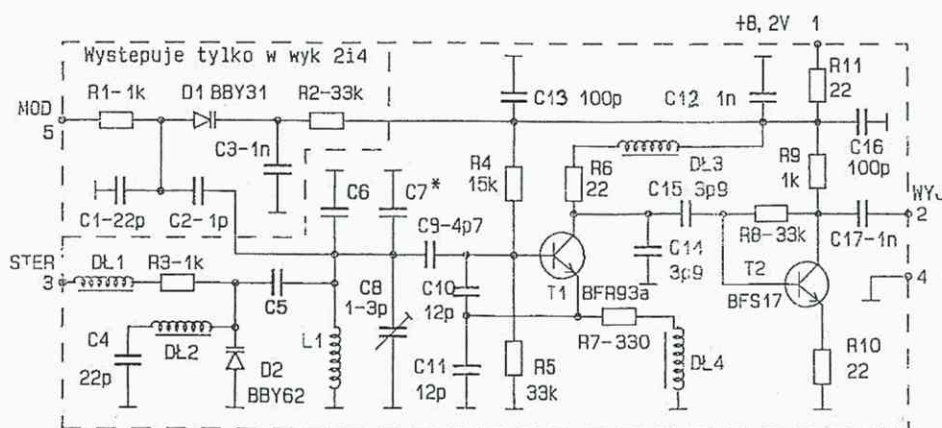 +8, 2V 1
Wystepuje tylko w wyk 2i4
R1-1k
D1 BBY31
R2-33k
MOD
5
C13 100p
C12 1n
R11
22
C3-1n
C16
100p
C1-22p
C2-1p
C6
C7*
R4
15k
R6
22
DŁ3
R9
1k
C9-4p7
C15 3p9
R8-33k
WYJ
2
C17-1n
STER
3
DŁ1
R3-1k
C5
C8
1-3p
C10
12p
T1
BFR93a
C14
3p9
T2
BFS17
4
C4
22p
DŁ2
D2
BBY62
L1
C11
12p
R5
33k
R7-330
DŁ4
R10
22